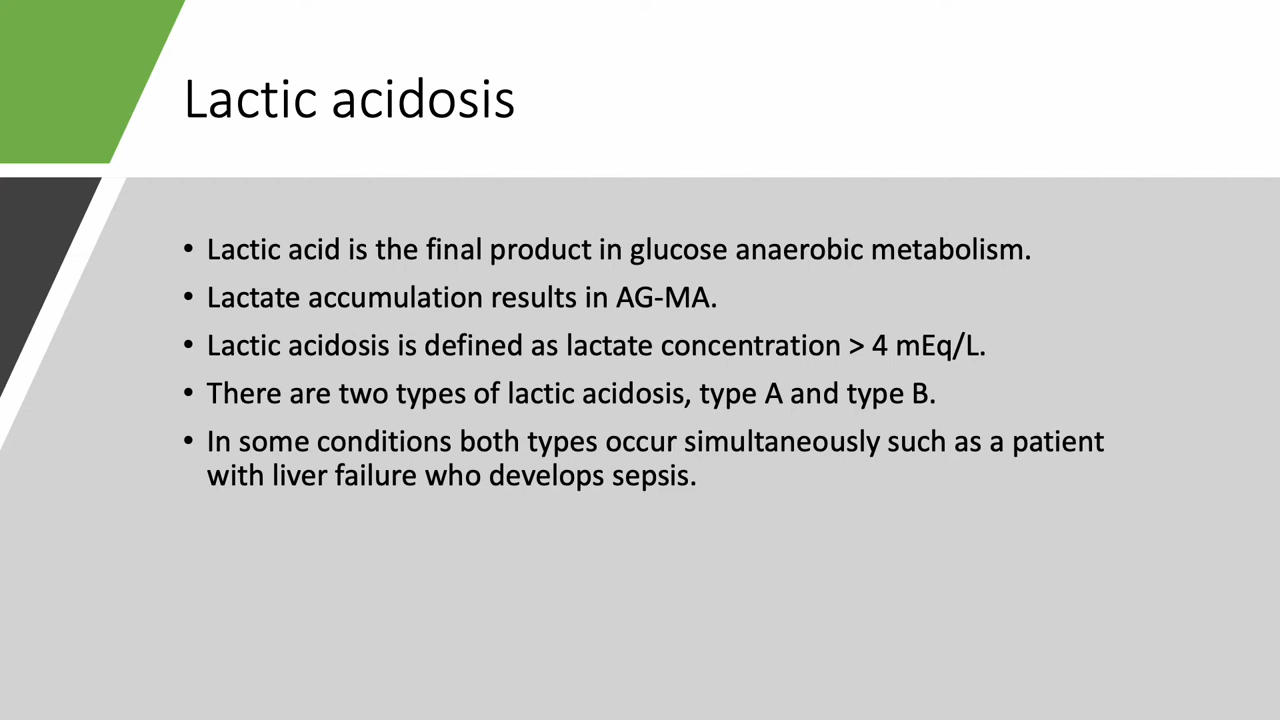 Lactic acidosis
• Lactic acid is the final product in glucose anaerobic metabolism.
• Lactate accumulation results in AG-MA.
• Lactic acidosis is defined as lactate concentration > 4 mEq/L.
• There are two types of lactic acidosis, type A and type B.
• In some conditions both types occur simultaneously such as a patient
with liver failure who develops sepsis.